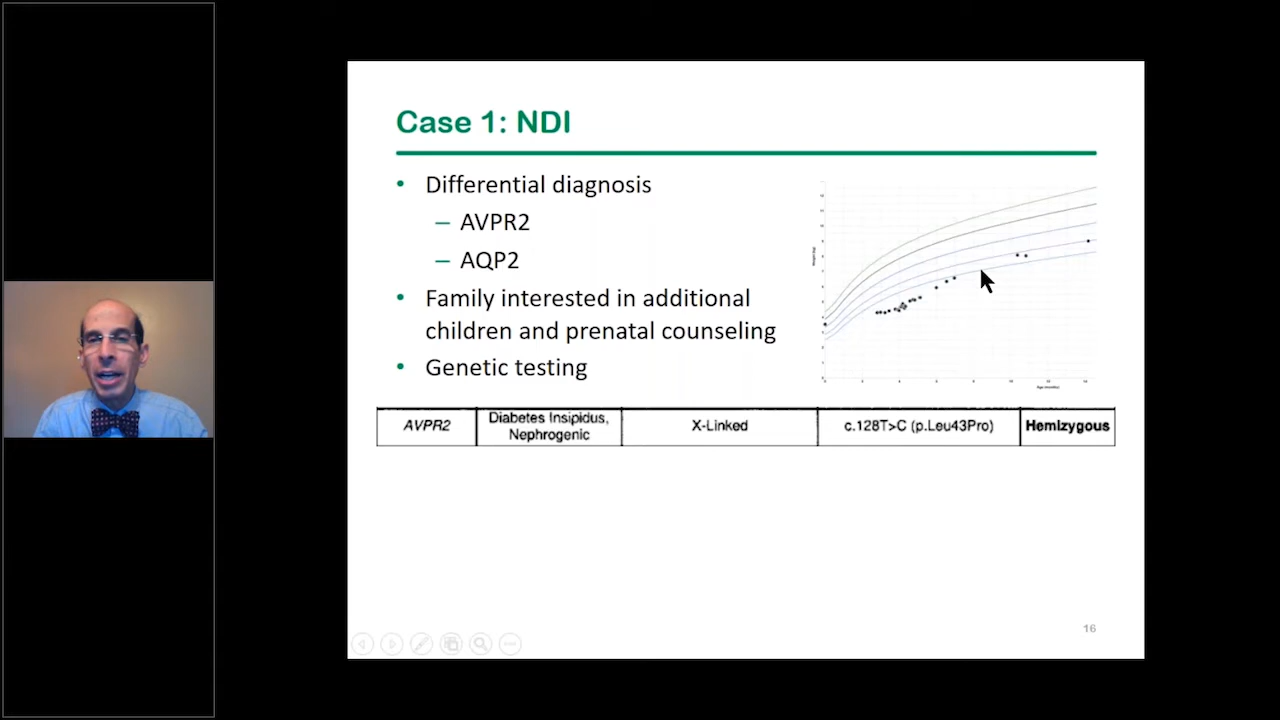 Case 1: NDI
• Differential diagnosis
– AVPR2
– AQP2
• Family interested in additional
children and prenatal counseling
• Genetic testing
AVPR2
Diabetes Insipidus,
Nephrogenic
X-Linked
c.128T>C (p.Leu43Pro)
Hemizygous
16